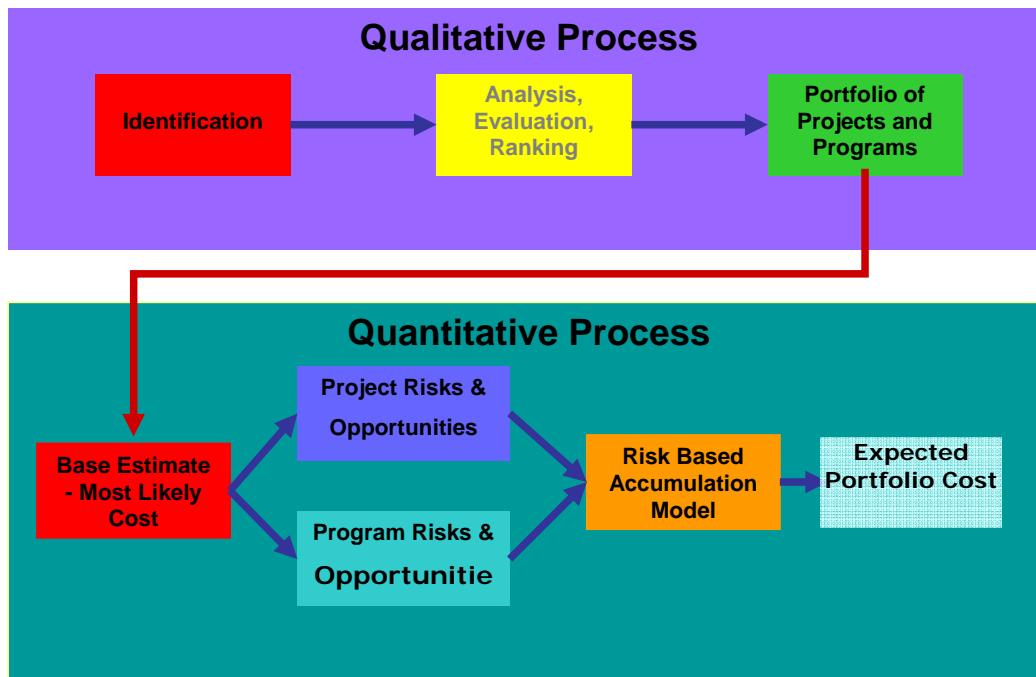 Qualitative Process
Identification
Analysis,
Evaluation,
Ranking
Portfolio of
Projects and
Programs
Quantitative Process
Base Estimate
- Most Likely
Cost
Project Risks &
Opportunities
Program Risks &
Opportunitie
Risk Based
Accumulation
Model
Expected
Portfolio Cost